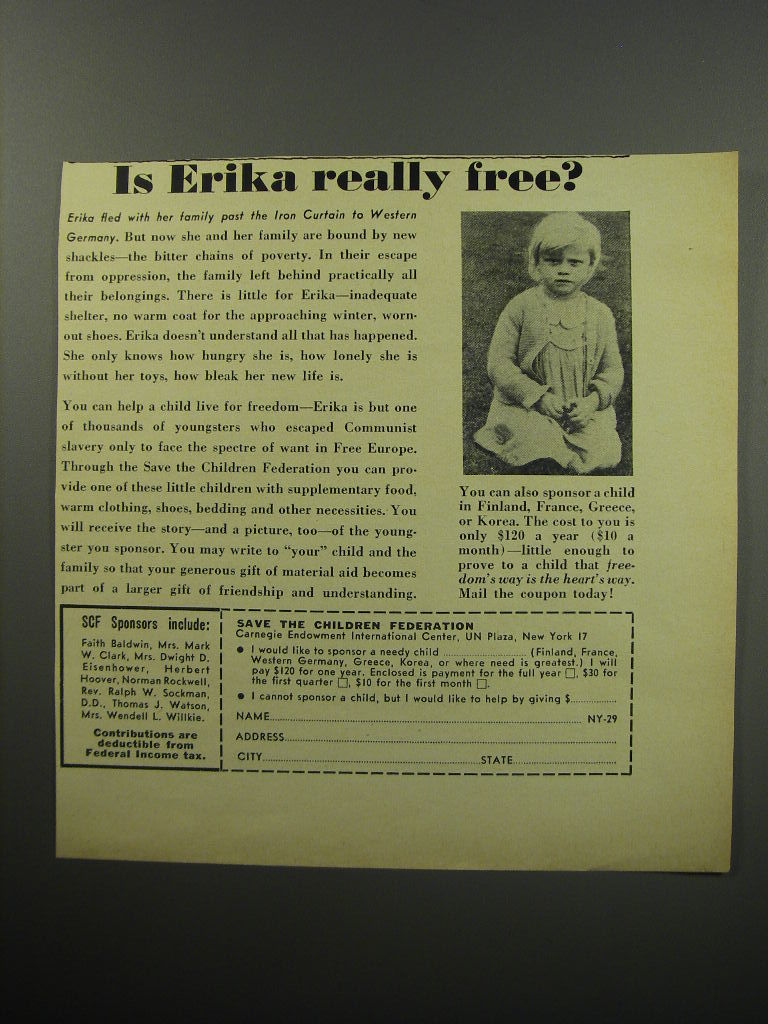 Is Erika really free?
Erika fled with her family past the Iron Curtain to Western
Germany. But now she and her family are bound by new
shackles—the bitter chains of poverty. In their escape
from oppression, the family left behind practically all
their belongings. There is little for Erika—inadequate
shelter, no warm coat for the approaching winter, worn-
out shoes. Erika doesn't understand all that has happened.
She only knows how hungry she is, how lonely she is
without her toys, how bleak her new life is.
You can help a child live for freedom—Erika is but one
of thousands of youngsters who escaped Communist
slavery only to face the spectre of want in Free Europe.
Through the Save the Children Federation you can pro-
vide one of these little children with supplementary food,
warm clothing, shoes, bedding and other necessities. You
will receive the story—and a picture, too—of the young-
ster you sponsor. You may write to "your" child and the
family so that your generous gift of material aid becomes
part of a larger gift of friendship and understanding.
You can also sponsor a child
in Finland, France, Greece,
or Korea. The cost to you is
only $120 a year ($10 a
month)—little enough to
prove to a child that free-
dom's way is the heart's way.
Mail the coupon today!
SCF Sponsors include:
Faith Baldwin, Mrs. Mark
W. Clark, Mrs. Dwight D.
Eisenhower, Herbert
Hoover, Norman Rockwell,
Rev. Ralph W. Sockman,
D.D., Thomas J. Watson,
Mrs. Wendell L. Willkie.
Contributions are
deductible from
Federal Income tax.
SAVE THE CHILDREN FEDERATION
Carnegie Endowment International Center, UN Plaza, New York 17
● I would like to sponsor a needy child ............................ (Finland, France,
Western Germany, Greece, Korea, or where need is greatest.) I will
pay $120 for one year. Enclosed is payment for the full year □, $30 for
the first quarter □, $10 for the first month □.
● I cannot sponsor a child, but I would like to help by giving $................
NAME.................................................. NY-29
ADDRESS..................................................
CITY.............................. STATE..............................